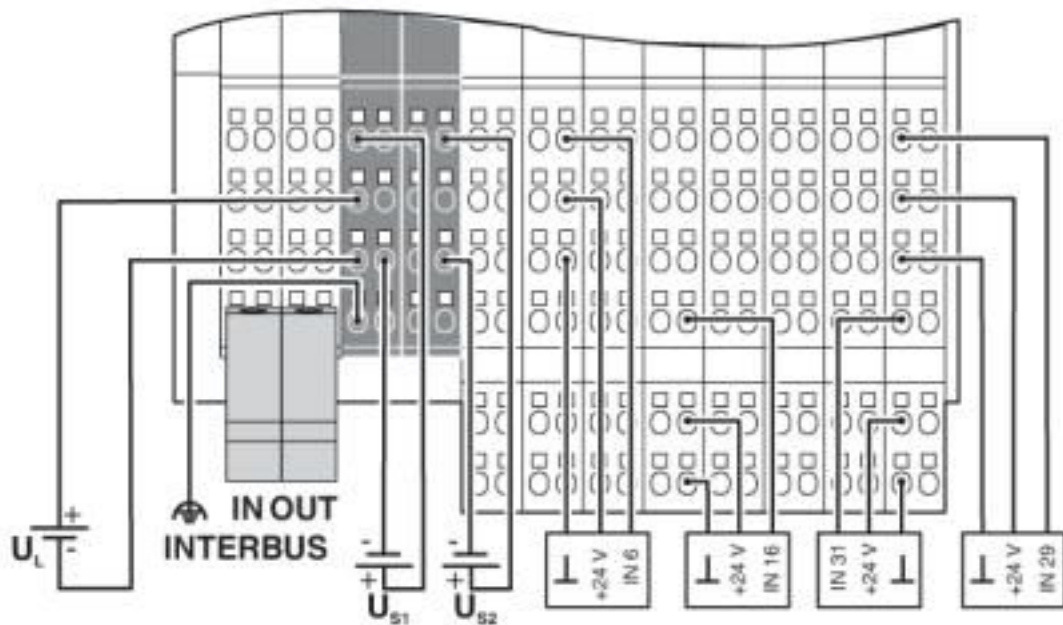 IN OUT
INTERBUS
+
-
U_L
-
+
U_S1
-
+
U_S2
⊥
+24 V
IN 6
⊥
+24 V
IN 16
IN 31
+24 V
⊥
⊥
+24 V
IN 29